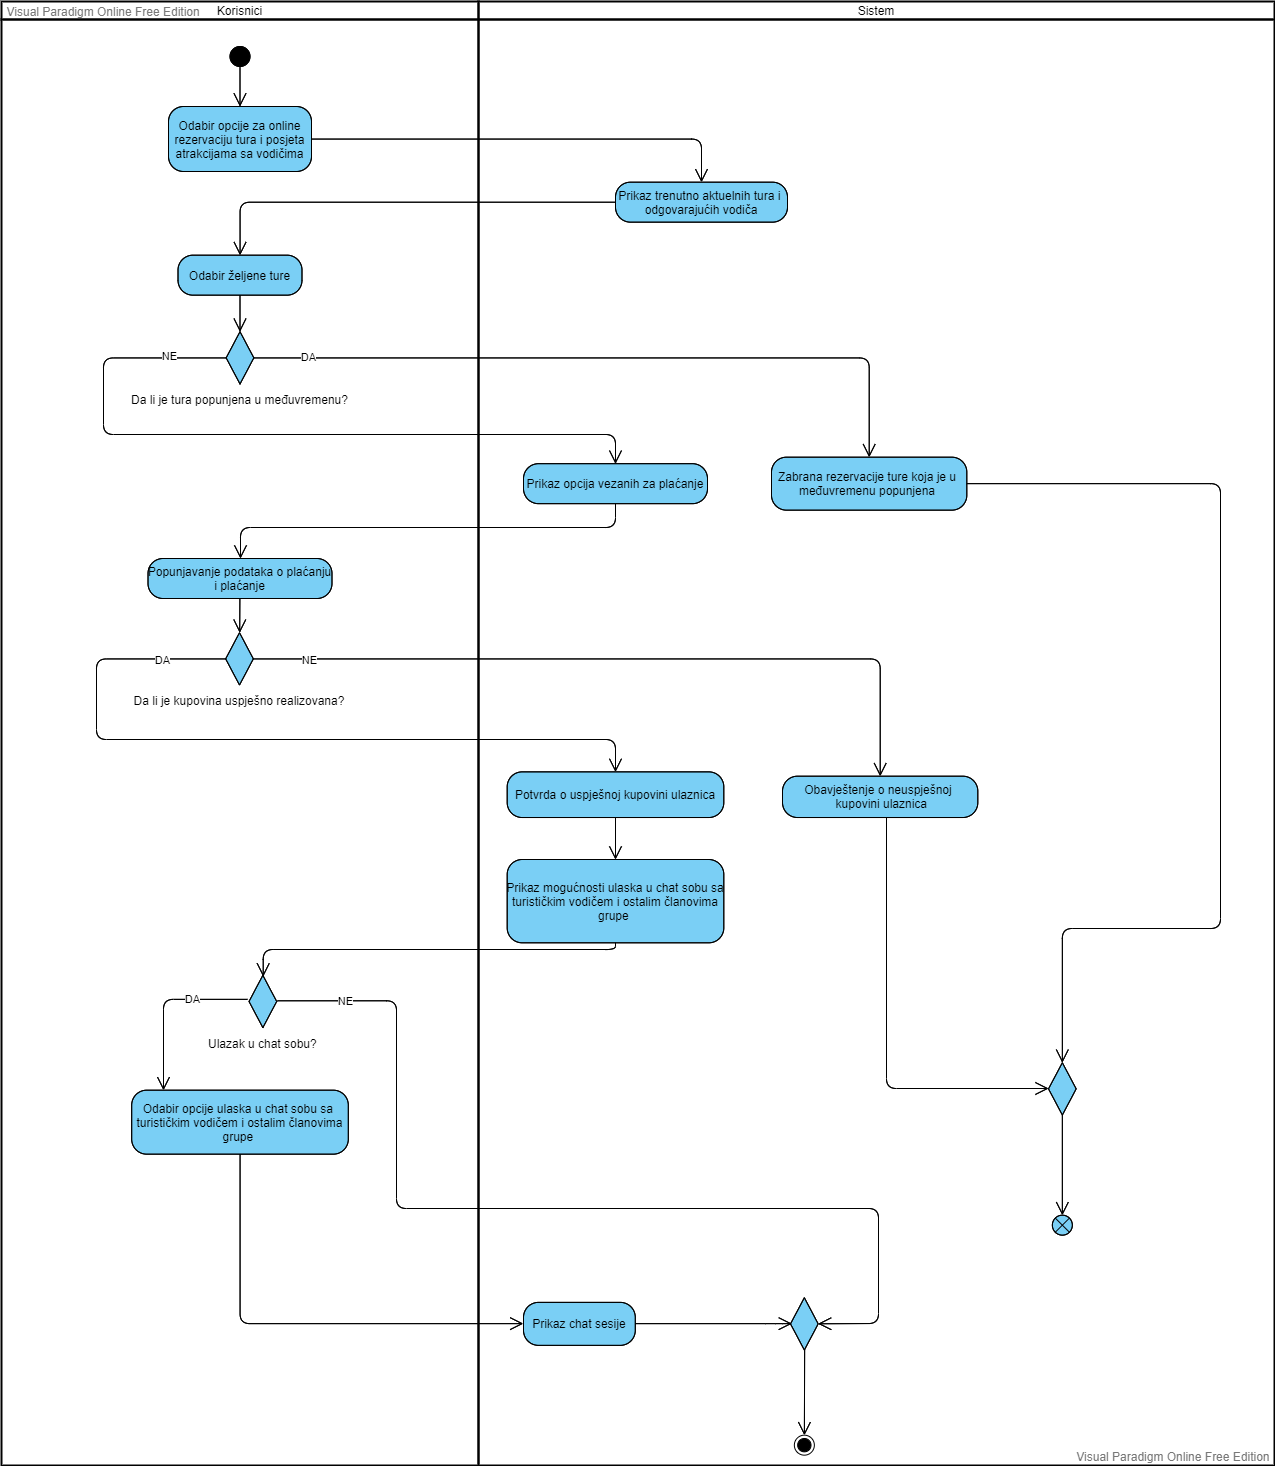 Visual Paradigm Online Free Edition
Korisnici
Sistem
Odabir opcije za online
rezervaciju tura i posjeta
atrakcijama sa vodičima
Prikaz trenutno aktuelnih tura i
odgovarajućih vodiča
Odabir željene ture
NE
DA
Da li je tura popunjena u međuvremenu?
Prikaz opcija vezanih za plaćanje
Zabrana rezervacije ture koja je u
međuvremenu popunjena
Popunjavanje podataka o plaćanju
i plaćanje
DA
NE
Da li je kupovina uspješno realizovana?
Potvrda o uspješnoj kupovini ulaznica
Obavještenje o neuspješnoj
kupovini ulaznica
Prikaz mogućnosti ulaska u chat sobu sa
turističkim vodičem i ostalim članovima
grupe
DA
NE
Ulazak u chat sobu?
Odabir opcije ulaska u chat sobu sa
turističkim vodičem i ostalim članovima
grupe
Prikaz chat sesije
Visual Paradigm Online Free Edition